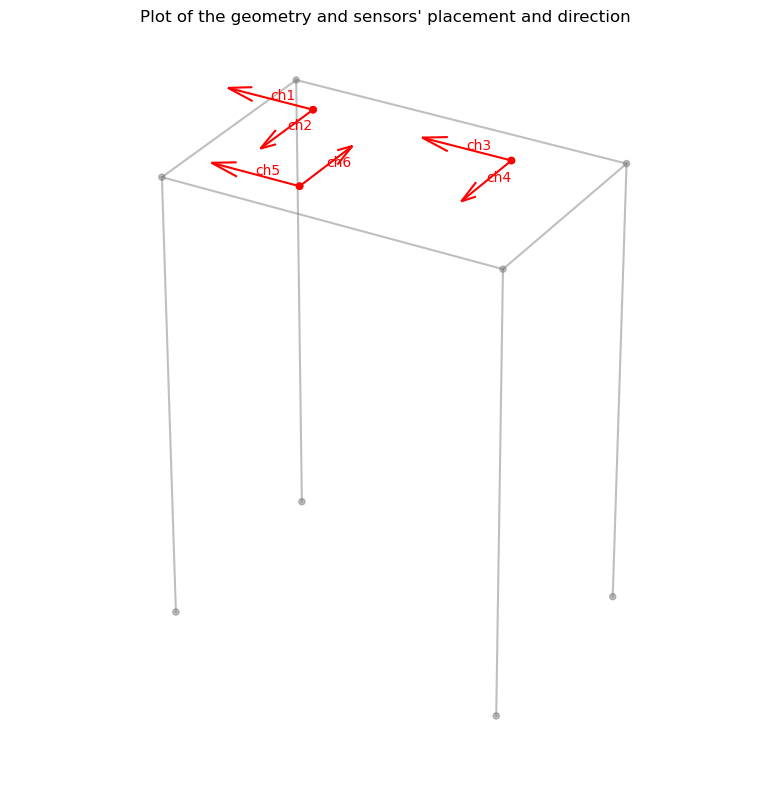 Plot of the geometry and sensors' placement and direction
ch1
ch2
ch3
ch6
ch5
ch4